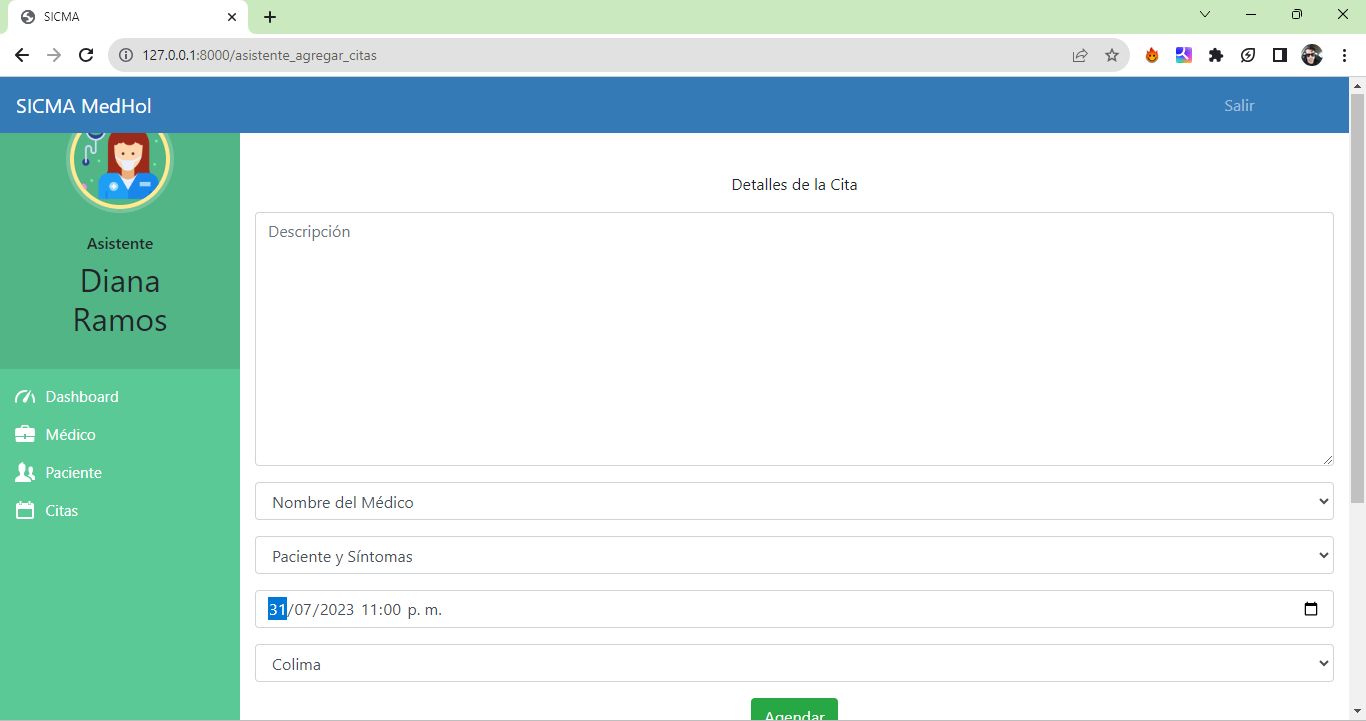 SICMA
127.0.0.1:8000/asistente_agregar_citas
SICMA MedHol
Salir
Asistente
Diana
Ramos
Dashboard
Médico
Paciente
Citas
Detalles de la Cita
Descripción
Nombre del Médico
Paciente y Síntomas
31/07/2023 11:00 p. m.
Colima
Agendar